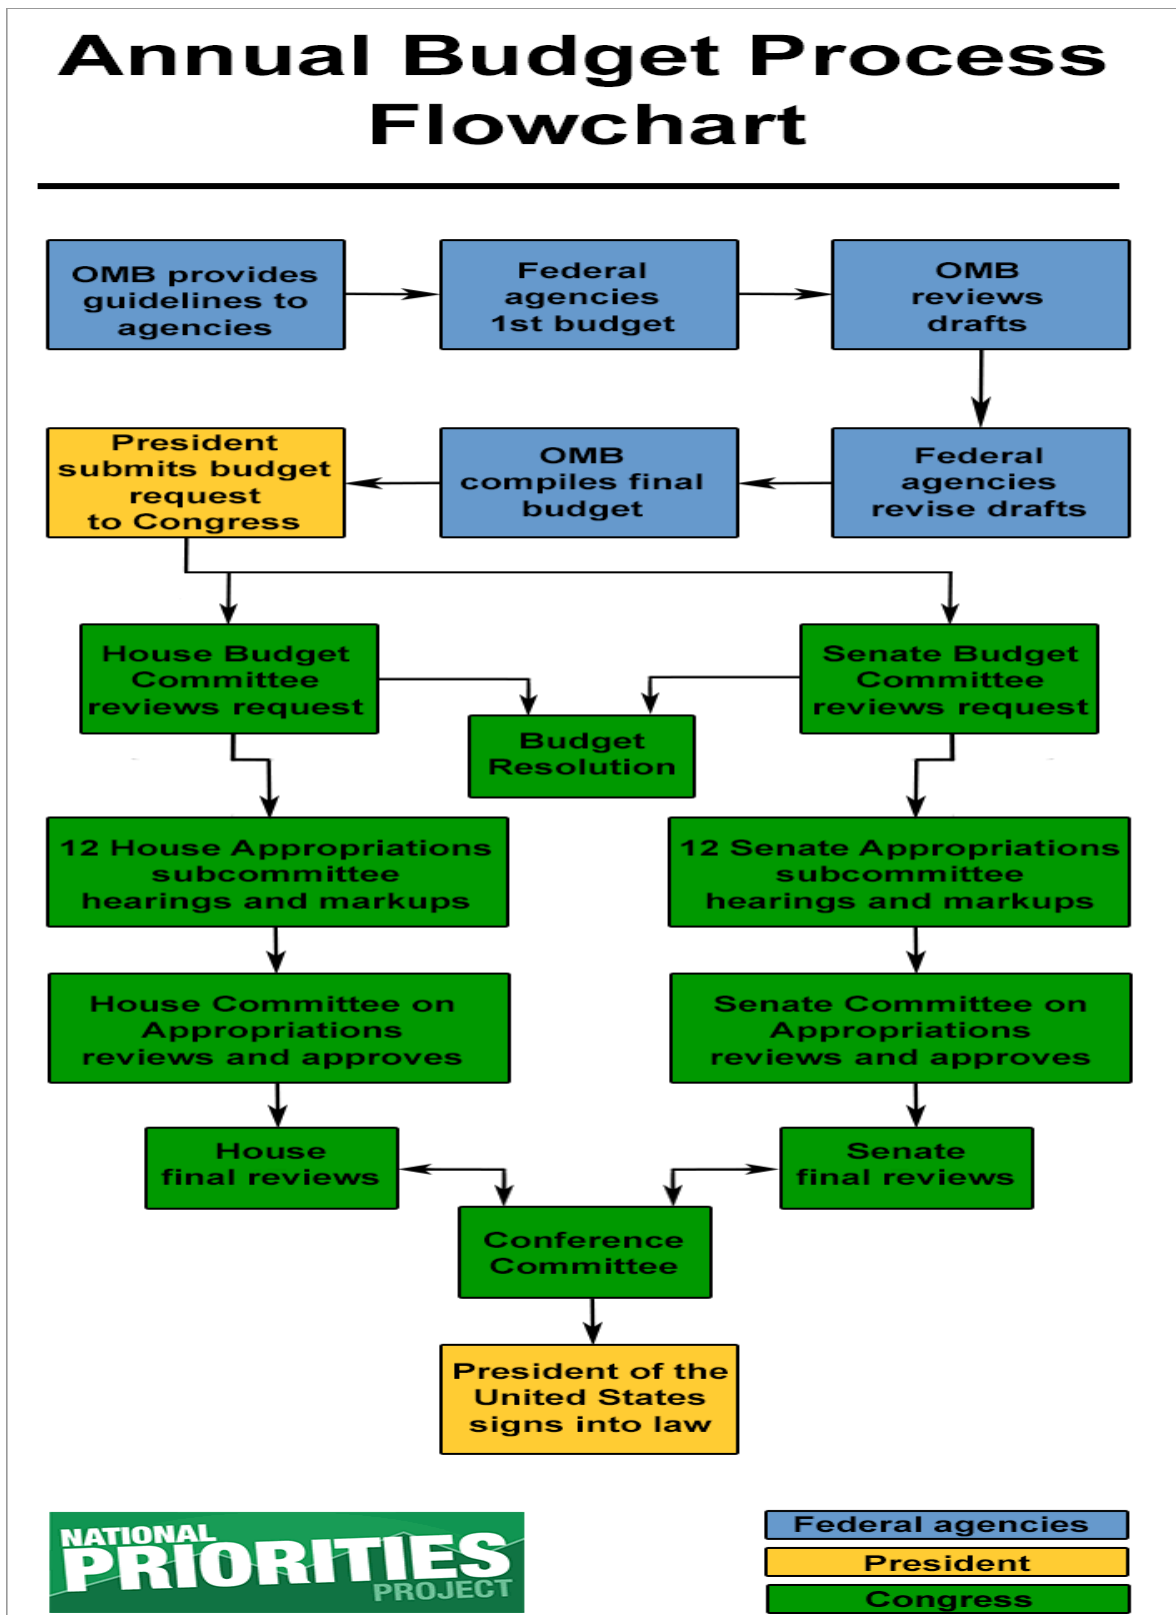 Annual Budget Process
Flowchart
OMB provides
guidelines to
agencies
Federal
agencies
1st budget
OMB
reviews
drafts
President
submits budget
request
to Congress
OMB
compiles final
budget
Federal
agencies
revise drafts
House Budget
Committee
reviews request
Senate Budget
Committee
reviews request
Budget
Resolution
12 House Appropriations
subcommittee
hearings and markups
12 Senate Appropriations
subcommittee
hearings and markups
House Committee on
Appropriations
reviews and approves
Senate Committee on
Appropriations
reviews and approves
House
final reviews
Senate
final reviews
Conference
Committee
President of the
United States
signs into law
NATIONAL
PRIORITIES
PROJECT
Federal agencies
President
Congress